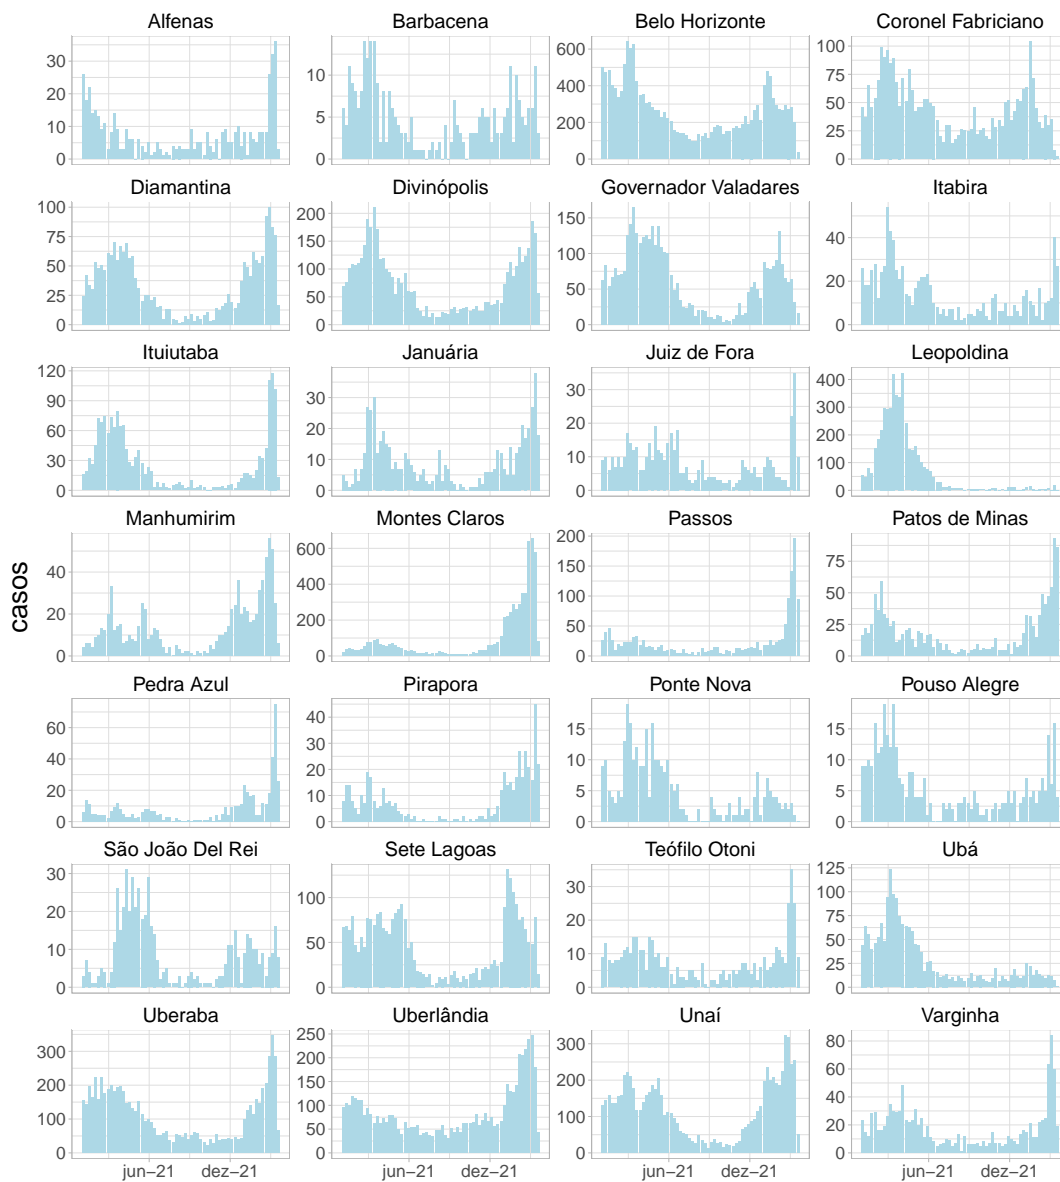 Alfenas Barbacena Belo Horizonte Coronel Fabriciano
30 20 10 0
10 5 0
600 400 200 0
100 75 50 25 0
Diamantina Divinópolis Governador Valadares Itabira
100 75 50 25 0
200 150 100 50 0
150 100 50 0
40 20 0
Ituiutaba Januária Juiz de Fora Leopoldina
120 90 60 30 0
30 20 10 0
30 20 10 0
400 300 200 100 0
casos
Manhumirim Montes Claros Passos Patos de Minas
40 20 0
600 400 200 0
200 150 100 50 0
75 50 25 0
Pedra Azul Pirapora Ponte Nova Pouso Alegre
60 40 20 0
40 30 20 10 0
15 10 5 0
15 10 5 0
São João Del Rei Sete Lagoas Teófilo Otoni Ubá
30 20 10 0
100 50 0
30 20 10 0
125 100 75 50 25 0
Uberaba Uberlândia Unaí Varginha
300 200 100 0
250 200 150 100 50 0
300 200 100 0
80 60 40 20 0
jun−21 dez−21 jun−21 dez−21 jun−21 dez−21 jun−21 dez−21